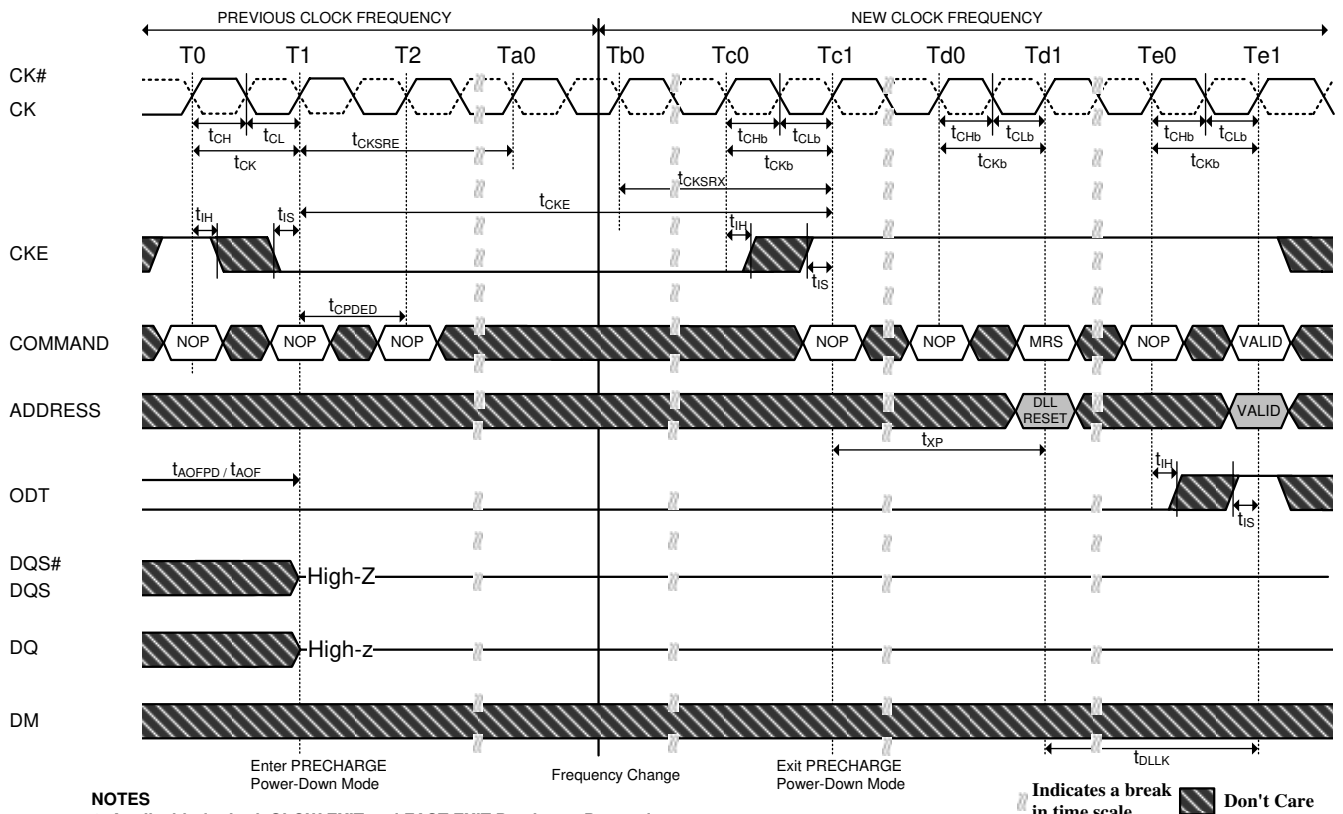 PREVIOUS CLOCK FREQUENCY NEW CLOCK FREQUENCY
T0 T1 T2 Ta0 Tb0 Tc0 Tc1 Td0 Td1 Te0 Te1
CK#
CK
tCH tCL tCKSRE tCHb tCLb tCHb tCLb tCHb tCLb
tCK tCKb tCKb tCKb
tCKSRX
tCKE
tIH tIS tIH
CKE
tIS
tCPDED
COMMAND NOP NOP NOP NOP NOP MRS NOP VALID
ADDRESS DLL RESET VALID
tXP
tAOFPD / tAOF tIH
ODT
tIS
DQS#
DQS High-Z
DQ High-z
DM
tDLLK
Enter PRECHARGE
Power-Down Mode
Frequency Change
Exit PRECHARGE
Power-Down Mode
NOTES
Indicates a break
in time scale
Don't Care